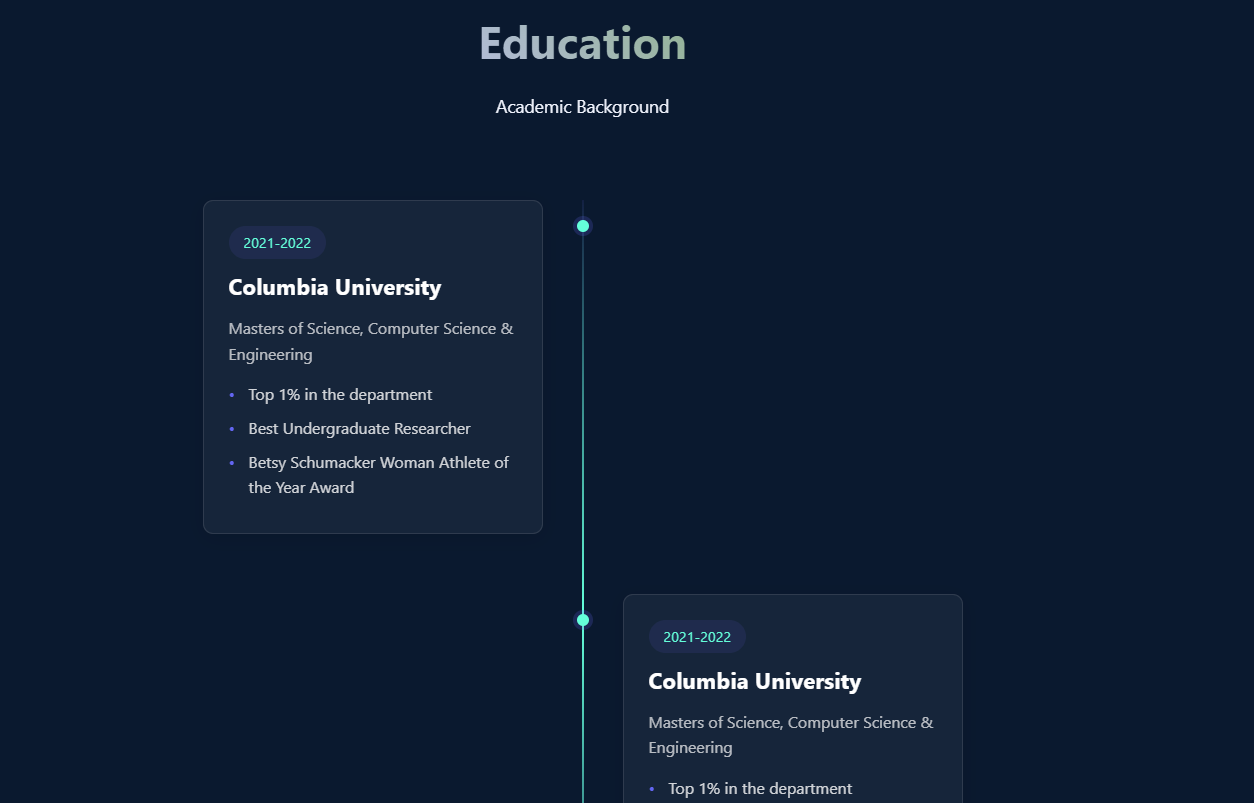 Education
Academic Background
2021-2022
Columbia University
Masters of Science, Computer Science &
Engineering
• Top 1% in the department
• Best Undergraduate Researcher
• Betsy Schumacker Woman Athlete of
the Year Award
2021-2022
Columbia University
Masters of Science, Computer Science &
Engineering
• Top 1% in the department